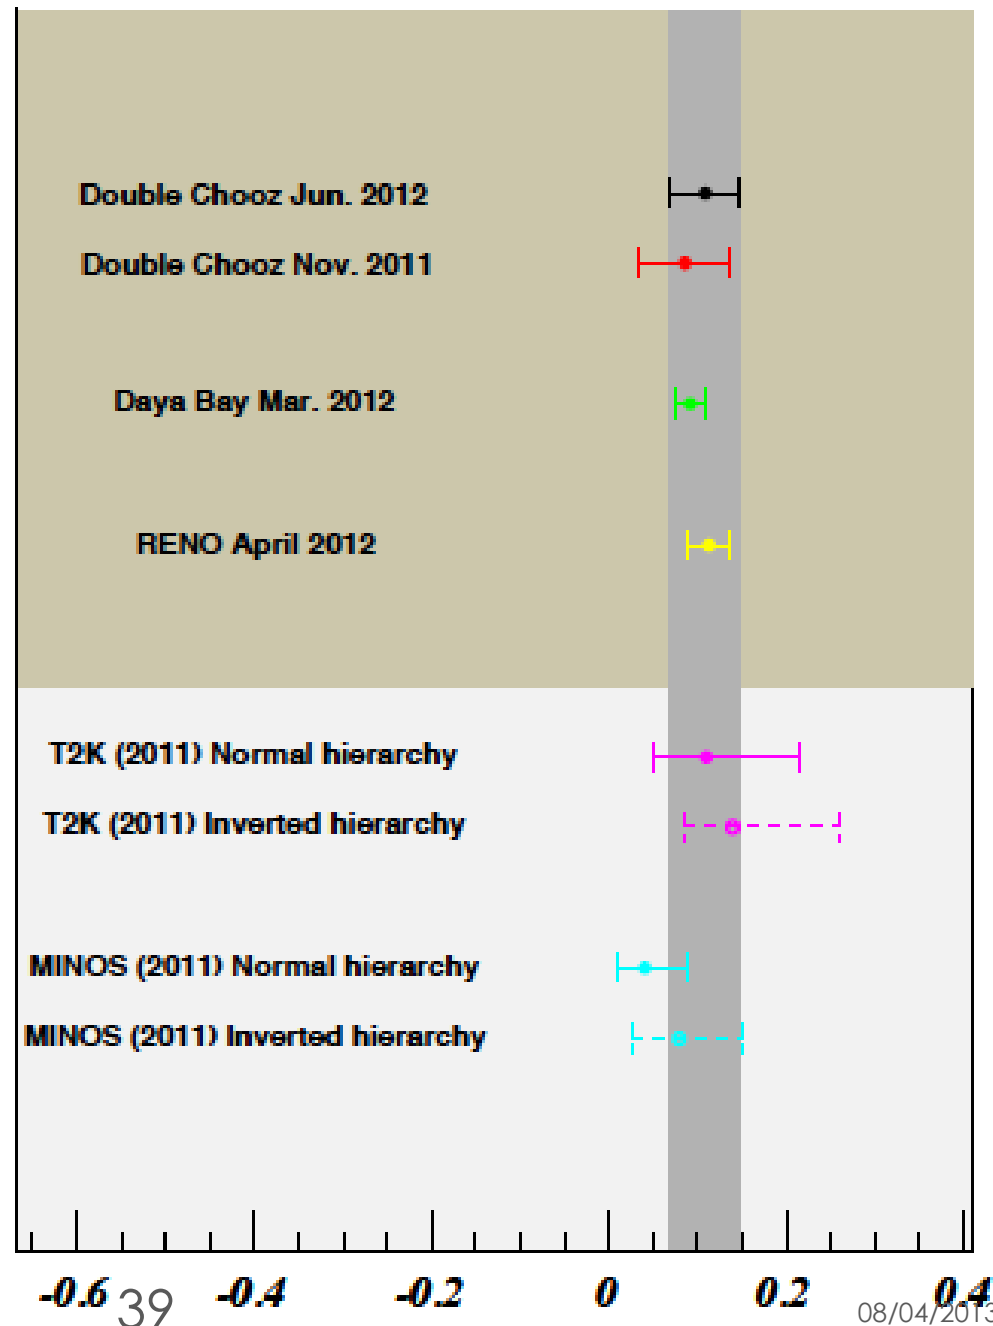 Double Chooz Jun. 2012
Double Chooz Nov. 2011
Daya Bay Mar. 2012
RENO April 2012
T2K (2011) Normal hierarchy
T2K (2011) Inverted hierarchy
MINOS (2011) Normal hierarchy
MINOS (2011) Inverted hierarchy
-0.6 -0.4 -0.2 0 0.2 0.4
39 08/04/2013